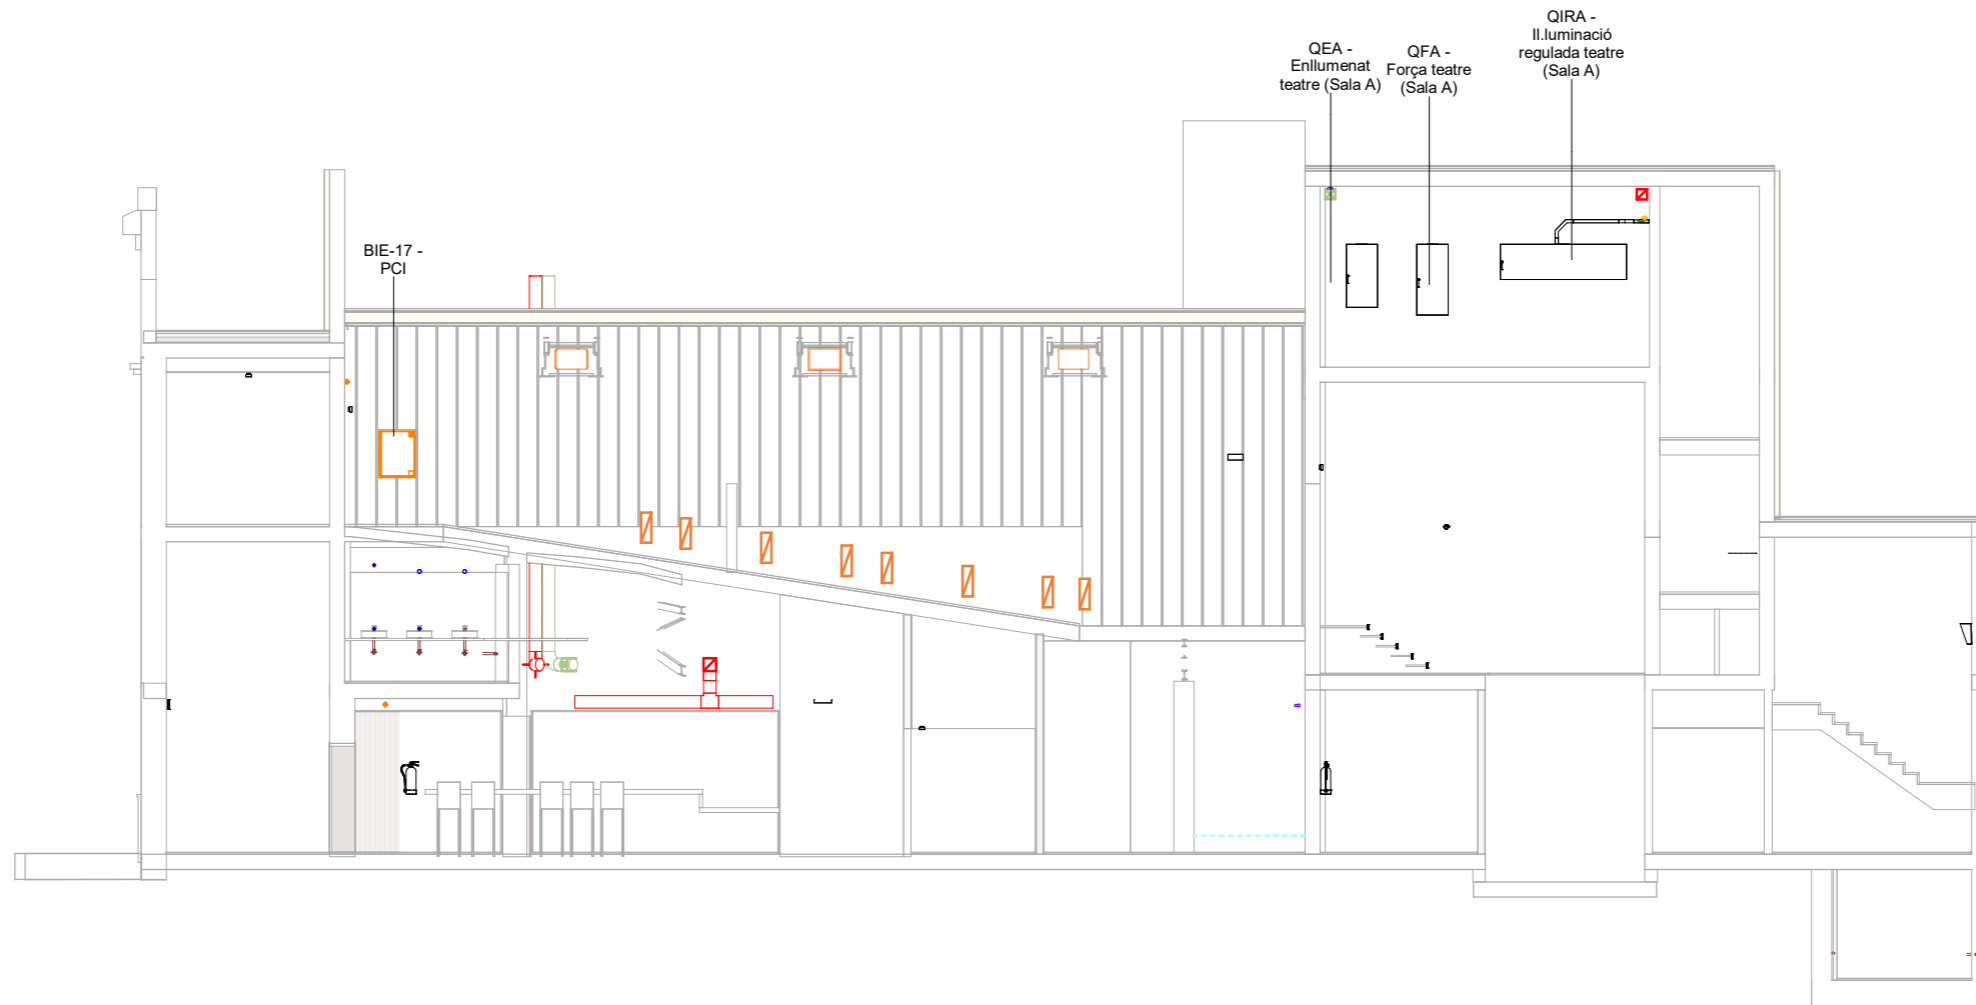 QIRA -
Il.luminació
regulada teatre
(Sala A)
QEA -
Enllumenat
teatre (Sala A)
QFA -
Força teatre
(Sala A)
BIE-17 -
PCI